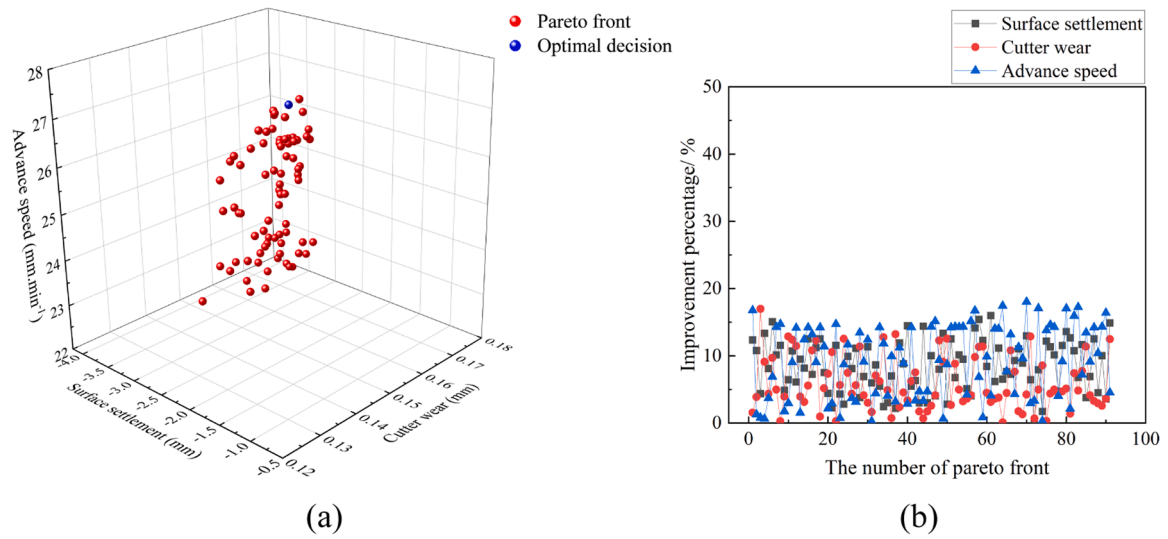 Pareto front
Optimal decision
28
27
26
25
24
23
22
Advance speed (mm.min-1)
-4.0
-3.5
-3.0
-2.5
-2.0
-1.5
-1.0
-0.5
Surface settlement (mm)
0.12
0.13
0.14
0.15
0.16
0.17
0.18
Cutter wear (mm)
(a)
Surface settlement
Cutter wear
Advance speed
50
40
30
20
10
0
Improvement percentage/ %
0 20 40 60 80 100
The number of pareto front
(b)